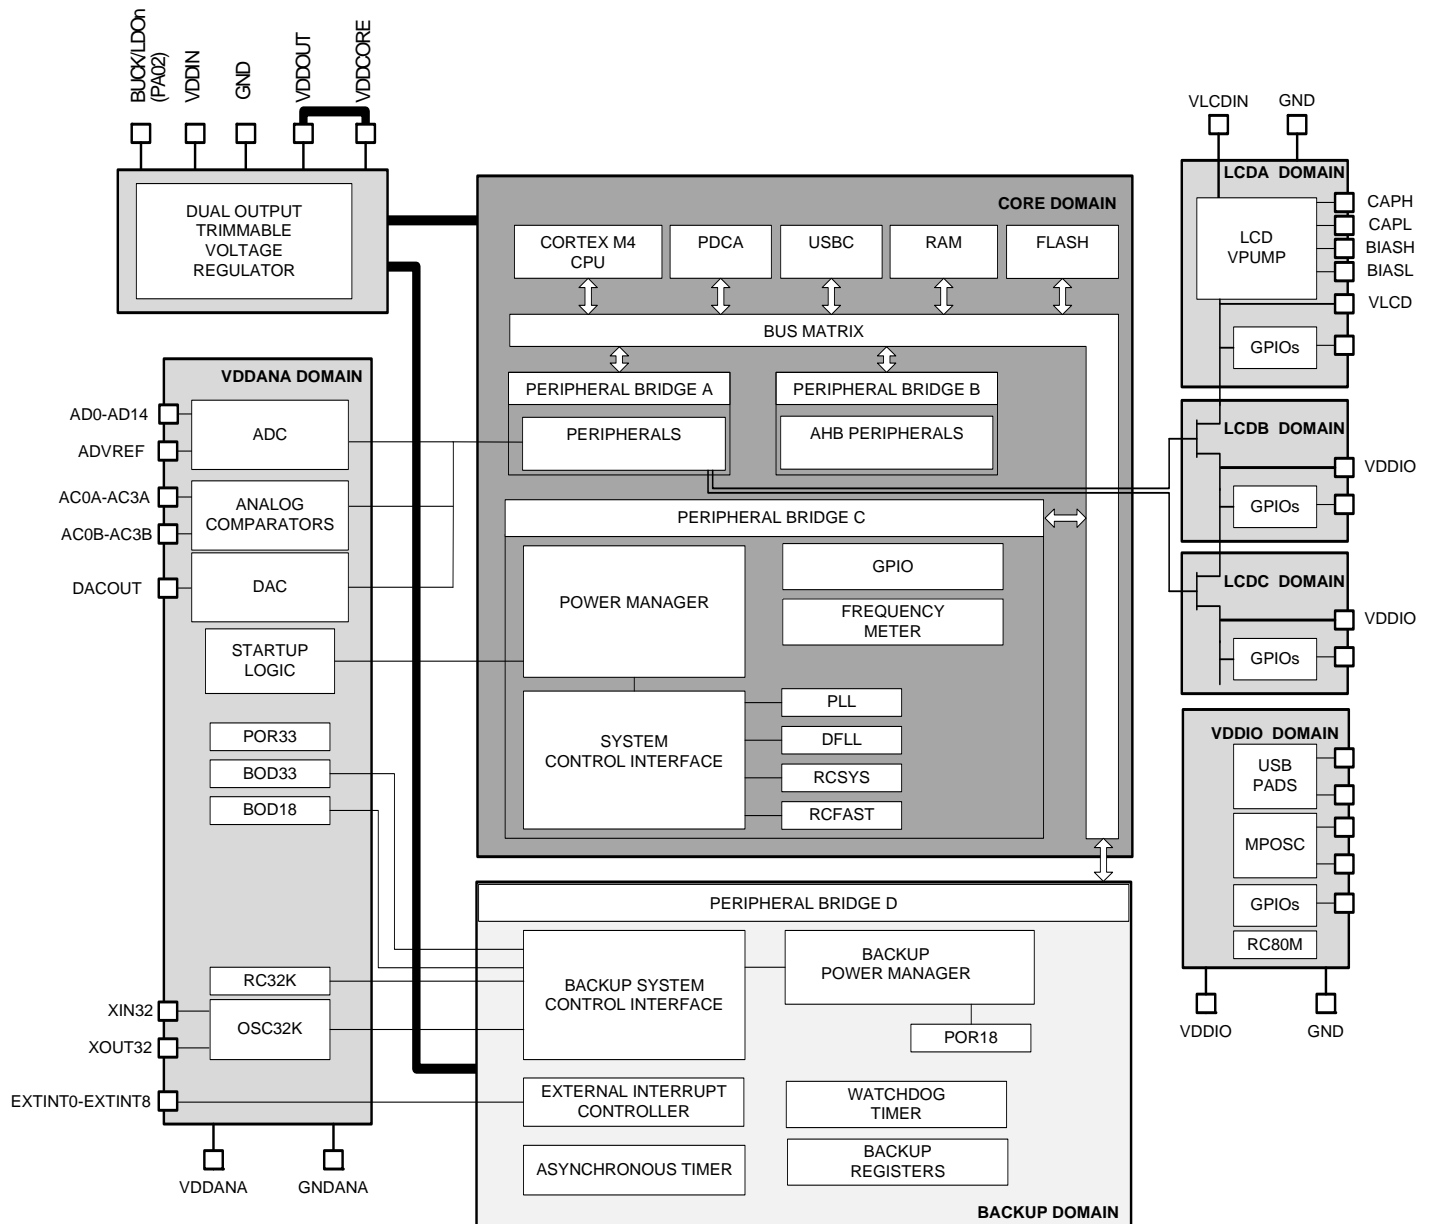 BUCK/LDOn
(PA02)
VDDIN
GND
VDDOUT
VDDCORE
DUAL OUTPUT
TRIMMABLE
VOLTAGE
REGULATOR
CORE DOMAIN
CORTEX M4
CPU
PDCA
USBC
RAM
FLASH
BUS MATRIX
PERIPHERAL BRIDGE A
PERIPHERALS
PERIPHERAL BRIDGE B
AHB PERIPHERALS
PERIPHERAL BRIDGE C
POWER MANAGER
GPIO
FREQUENCY
METER
SYSTEM
CONTROL INTERFACE
PLL
DFLL
RCSYS
RCFAST
VDDANA DOMAIN
AD0-AD14
ADVREF
ADC
AC0A-AC3A
AC0B-AC3B
ANALOG
COMPARATORS
DACOUT
DAC
STARTUP
LOGIC
POR33
BOD33
BOD18
RC32K
XIN32
XOUT32
OSC32K
EXTINT0-EXTINT8
VDDANA
GNDANA
PERIPHERAL BRIDGE D
BACKUP SYSTEM
CONTROL INTERFACE
BACKUP
POWER MANAGER
POR18
EXTERNAL INTERRUPT
CONTROLLER
WATCHDOG
TIMER
ASYNCHRONOUS TIMER
BACKUP
REGISTERS
BACKUP DOMAIN
VLCDIN
GND
LCDA DOMAIN
LCD
VPUMP
CAPH
CAPL
BIASH
BIASL
VLCD
GPIOs
LCDB DOMAIN
VDDIO
GPIOs
LCDC DOMAIN
VDDIO
GPIOs
VDDIO DOMAIN
USB
PADS
MPOSC
GPIOs
RC80M
VDDIO
GND